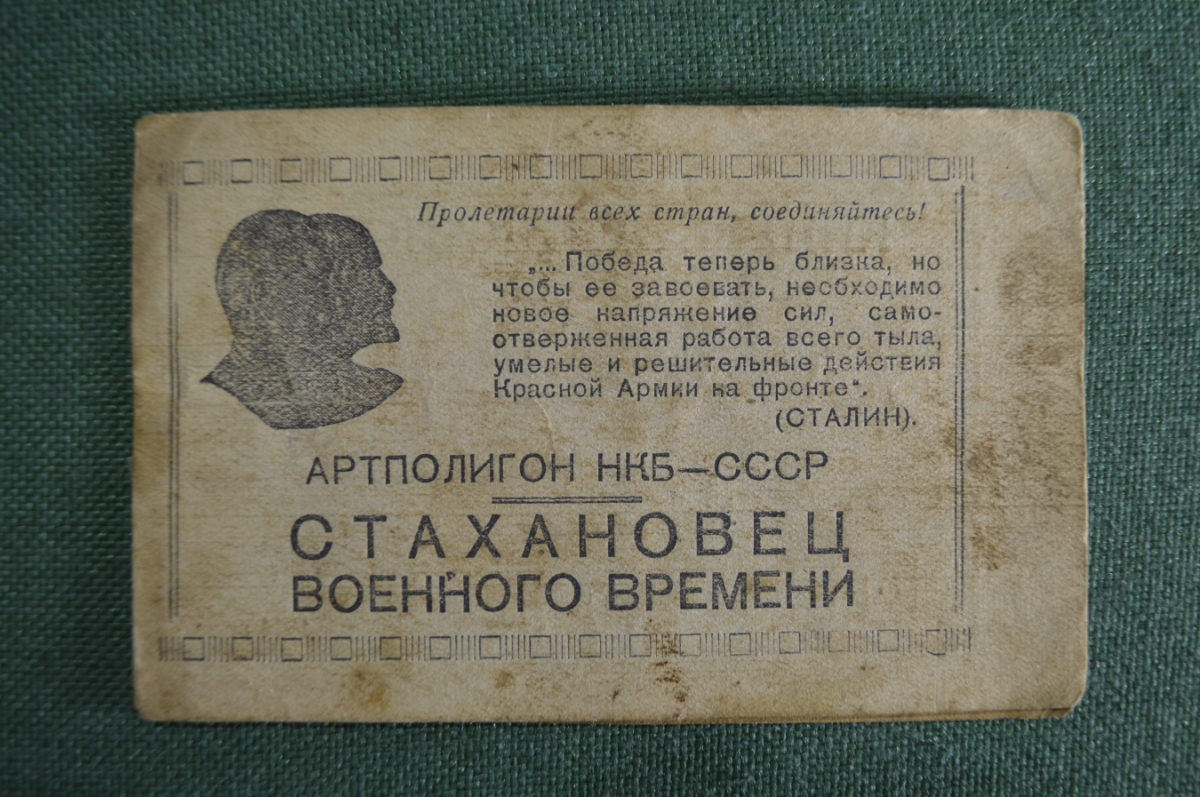 Пролетарии всех стран, соединяйтесь!
„... Победа теперь близка, но
чтобы ее завоевать, необходимо
новое напряжение сил, само-
отверженная работа всего тыла,
умелые и решительные действия
Красной Армии на фронте“.
(СТАЛИН).
АРТПОЛИГОН НКБ—СССР
СТАХАНОВЕЦ
ВОЕННОГО ВРЕМЕНИ